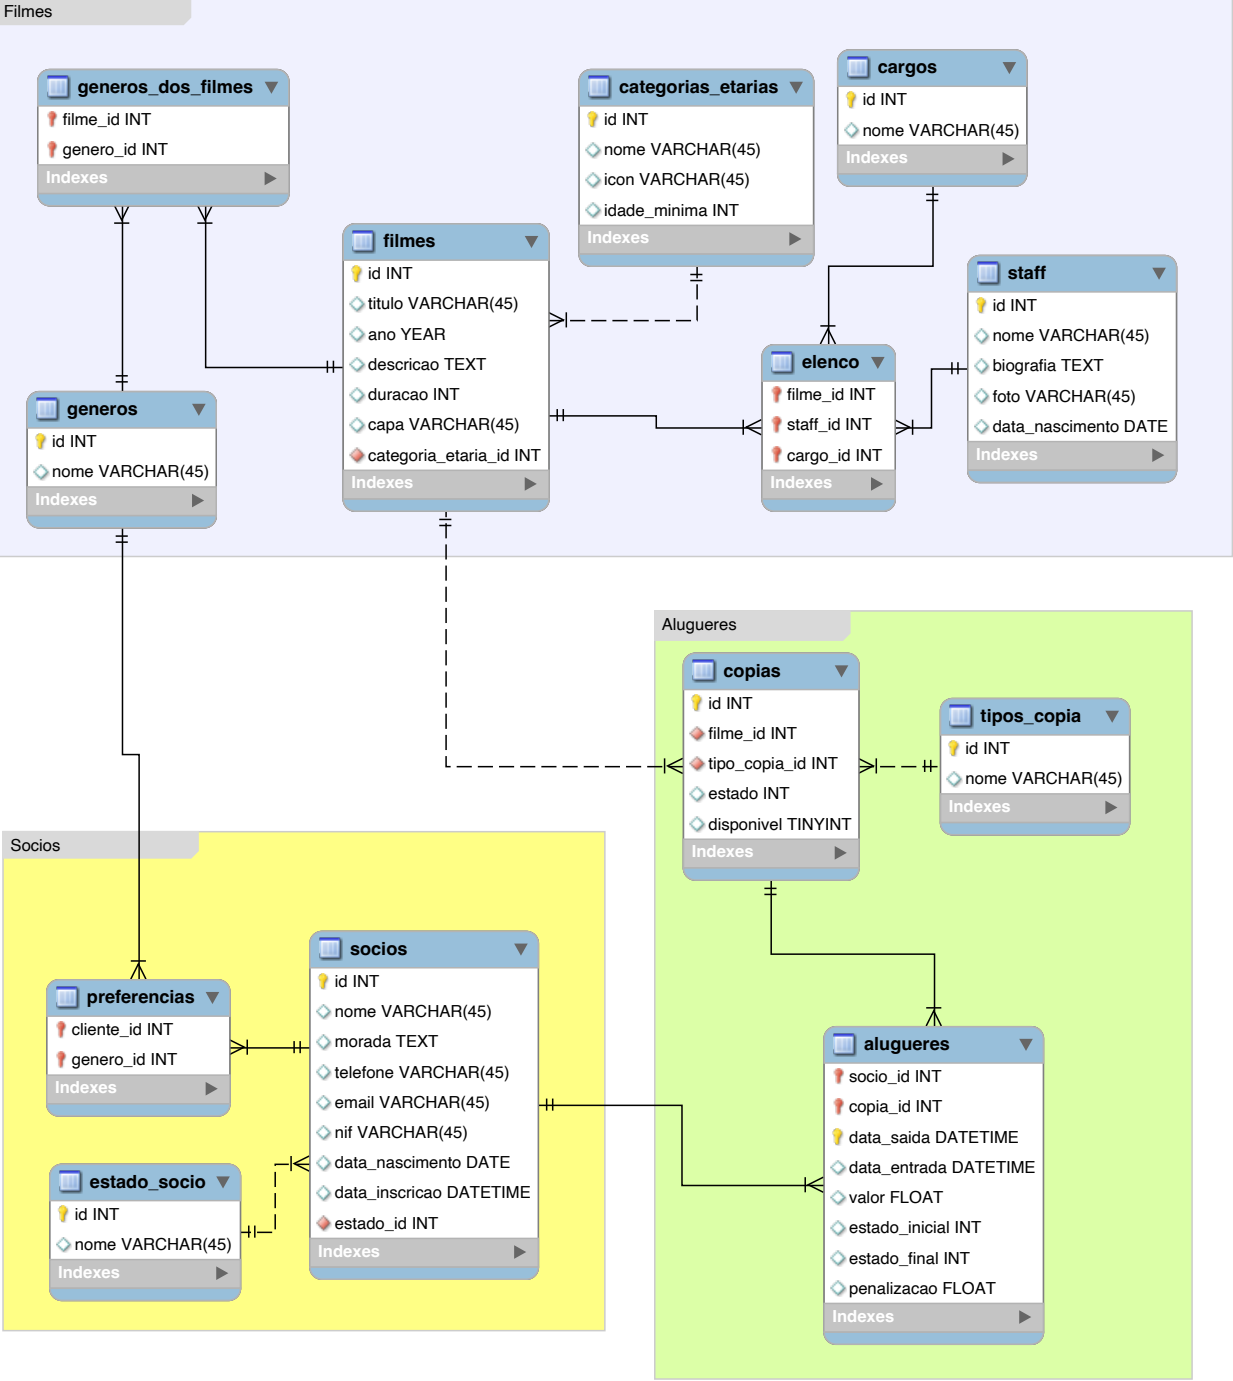 Filmes
generos_dos_filmes
filme_id INT
genero_id INT
Indexes
categorias_etarias
id INT
nome VARCHAR(45)
icon VARCHAR(45)
idade_minima INT
Indexes
cargos
id INT
nome VARCHAR(45)
Indexes
filmes
id INT
titulo VARCHAR(45)
ano YEAR
descricao TEXT
duracao INT
capa VARCHAR(45)
categoria_etaria_id INT
Indexes
staff
id INT
nome VARCHAR(45)
biografia TEXT
foto VARCHAR(45)
data_nascimento DATE
Indexes
elenco
filme_id INT
staff_id INT
cargo_id INT
Indexes
generos
id INT
nome VARCHAR(45)
Indexes
Alugueres
copias
id INT
filme_id INT
tipo_copia_id INT
estado INT
disponivel TINYINT
Indexes
tipos_copia
id INT
nome VARCHAR(45)
Indexes
Socios
socios
id INT
nome VARCHAR(45)
morada TEXT
telefone VARCHAR(45)
email VARCHAR(45)
nif VARCHAR(45)
data_nascimento DATE
data_inscricao DATETIME
estado_id INT
Indexes
preferencias
cliente_id INT
genero_id INT
Indexes
estado_socio
id INT
nome VARCHAR(45)
Indexes
alugueres
socio_id INT
copia_id INT
data_saida DATETIME
data_entrada DATETIME
valor FLOAT
estado_inicial INT
estado_final INT
penalizacao FLOAT
Indexes